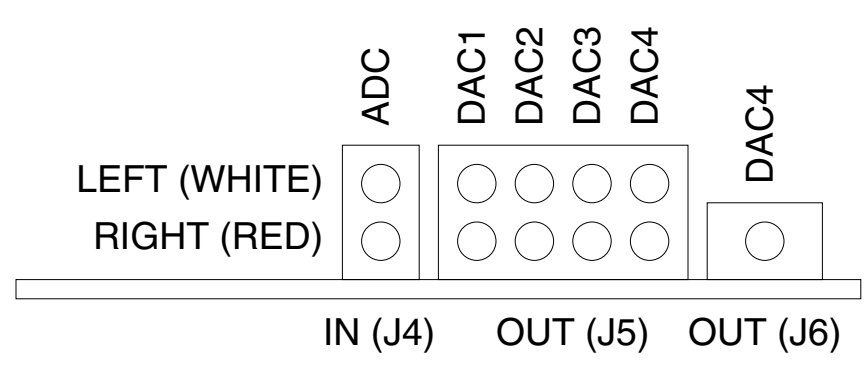 ADC
DAC1
DAC2
DAC3
DAC4
DAC4
LEFT (WHITE)
RIGHT (RED)
IN (J4)
OUT (J5)
OUT (J6)